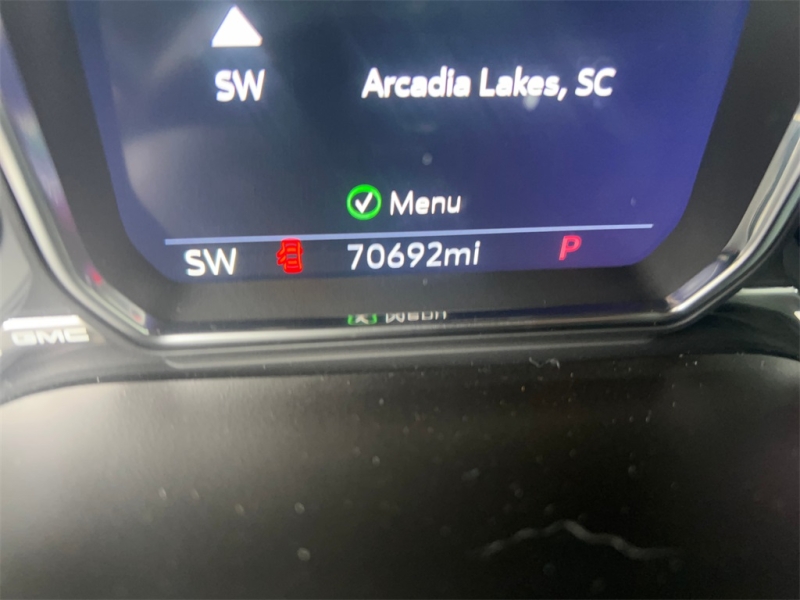 SW
Arcadia Lakes, SC
Menu
SW 70692mi P
GMC